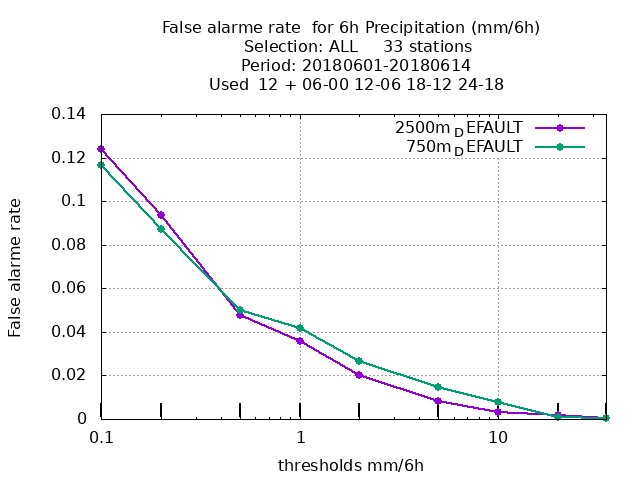 False alarme rate  for 6h Precipitation (mm/6h)
Selection: ALL     33 stations
Period: 20180601-20180614
Used  12 + 06-00 12-06 18-12 24-18
2500m_DEFAULT
750m_DEFAULT
False alarme rate
0.14
0.12
0.1
0.08
0.06
0.04
0.02
0
0.1
1
10
thresholds mm/6h